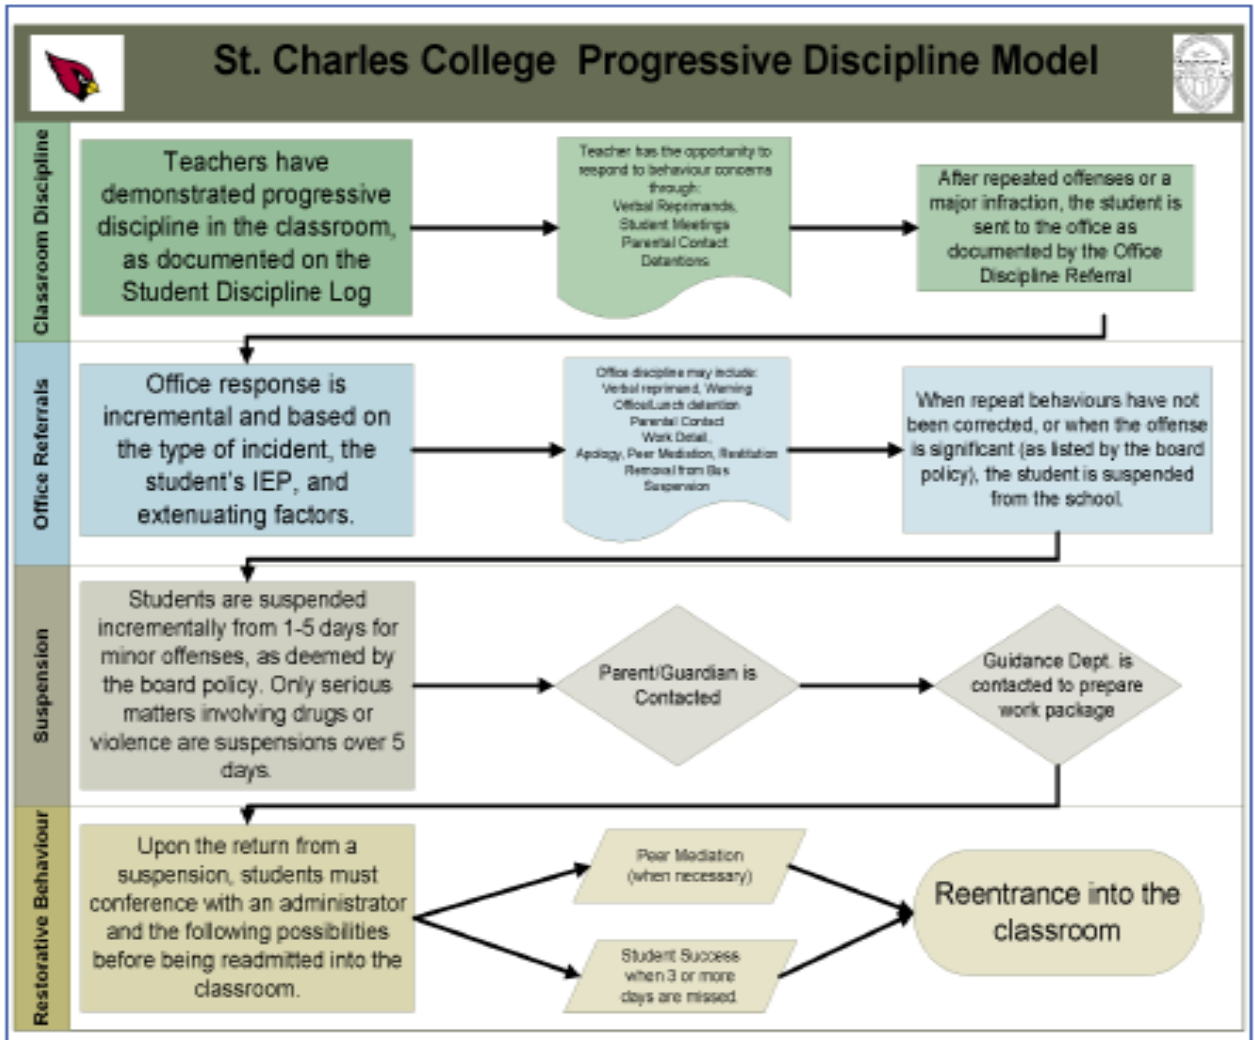 St. Charles College Progressive Discipline Model
Classroom Discipline
Teachers have
demonstrated progressive
discipline in the classroom,
as documented on the
Student Discipline Log
Teacher has the opportunity to
respond to behaviour concerns
through:
Verbal Reprimands,
Student Meetings
Parental Contact
Detentions
After repeated offenses or a
major infraction, the student is
sent to the office as
documented by the Office
Discipline Referral
Office Referrals
Office response is
incremental and based on
the type of incident, the
student's IEP, and
extenuating factors.
Office discipline may include:
Verbal reprimand, Warning
Office/Lunch detention
Parental Contact
Work Detail,
Apology, Peer Mediation, Restitution
Removal from Bus
Suspension
When repeat behaviours have not
been corrected, or when the offense
is significant (as listed by the board
policy), the student is suspended
from the school.
Suspension
Students are suspended
incrementally from 1-5 days for
minor offenses, as deemed by
the board policy. Only serious
matters involving drugs or
violence are suspensions over 5
days.
Parent/Guardian is
Contacted
Guidance Dept. is
contacted to prepare
work package
Restorative Behaviour
Upon the return from a
suspension, students must
conference with an administrator
and the following possibilities
before being readmitted into the
classroom.
Peer Mediation
(when necessary)
Student Success
when 3 or more
days are missed.
Reentrance into the
classroom